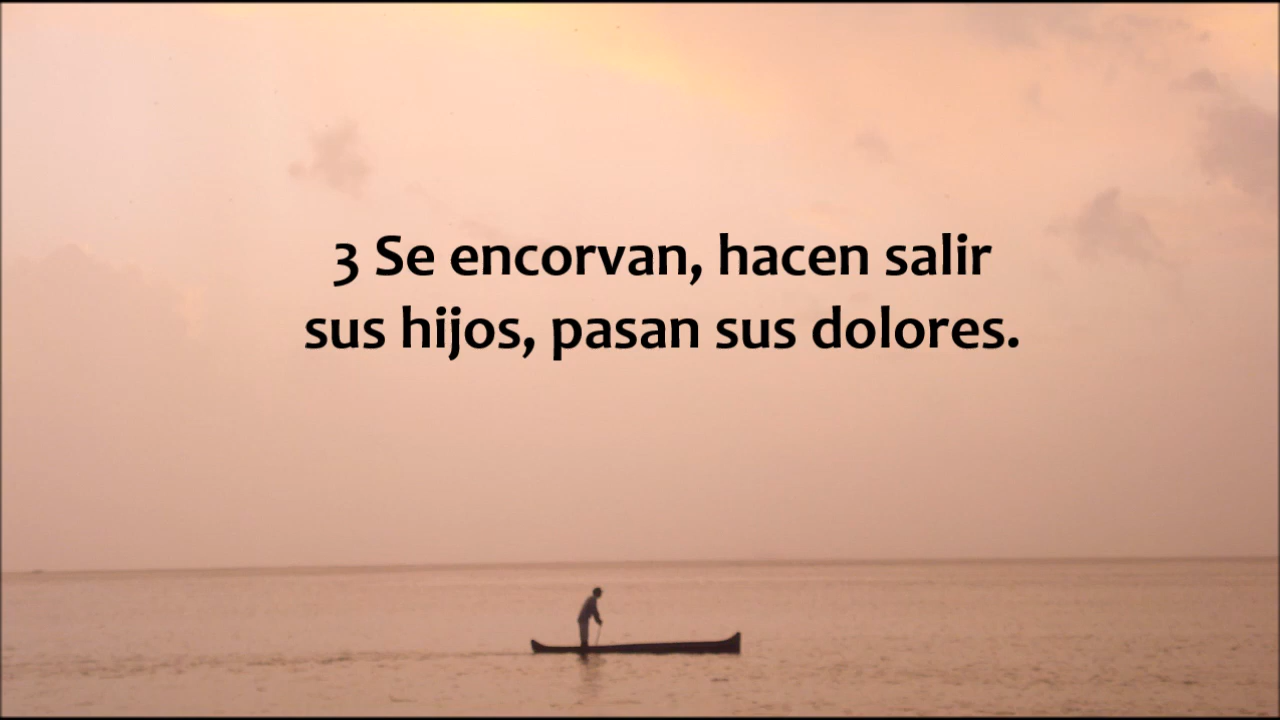 3 Se encorvan, hacen salir
sus hijos, pasan sus dolores.